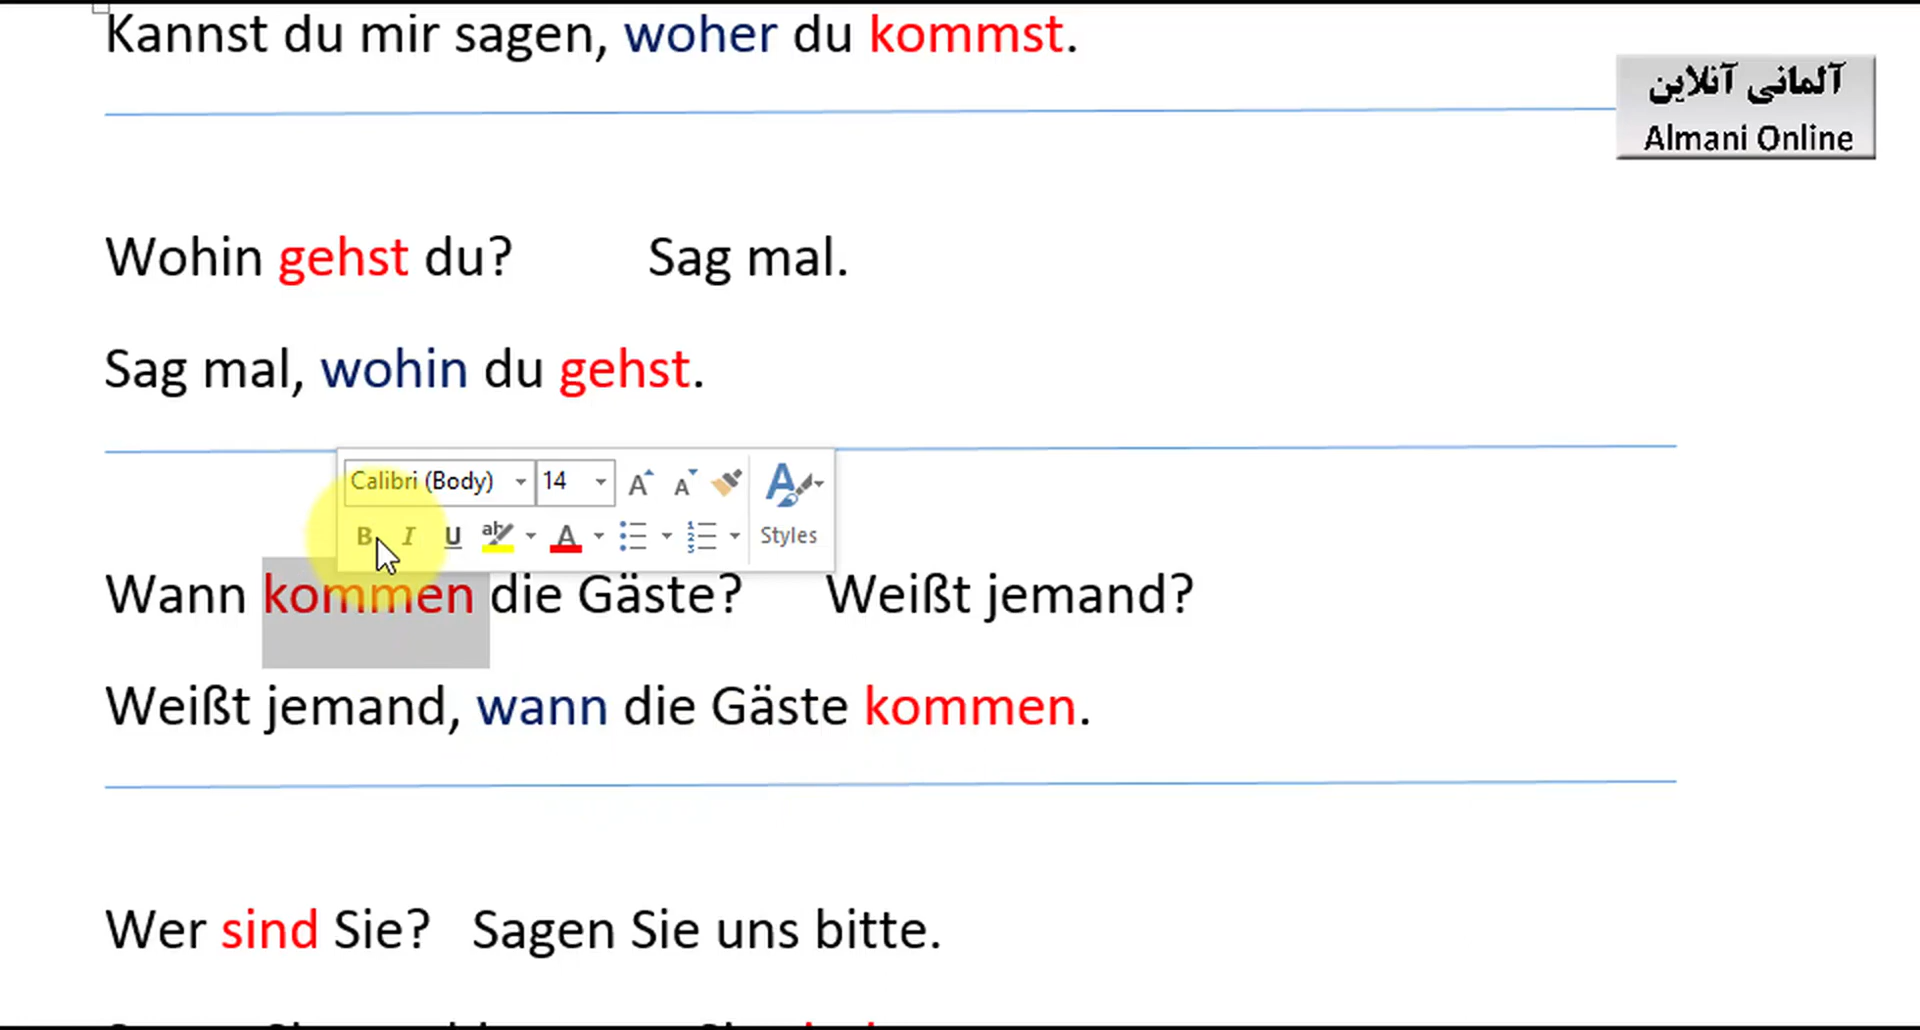 Kannst du mir sagen, woher du kommst.
آلمانی آنلاین
Almani Online
Wohin gehst du? Sag mal.
Sag mal, wohin du gehst.
Calibri (Body) 14
B I U Styles
Wann kommen die Gäste? Weißt jemand?
Weißt jemand, wann die Gäste kommen.
Wer sind Sie? Sagen Sie uns bitte.